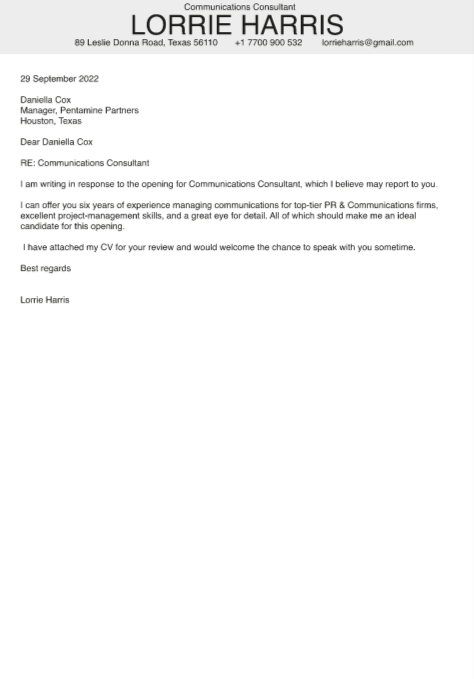 Communications Consultant
LORRIE HARRIS
89 Leslie Donna Road, Texas 56110 +1 7700 900 532 lorrieharris@gmail.com
29 September 2022
Daniella Cox
Manager, Pentamine Partners
Houston, Texas
Dear Daniella Cox
RE: Communications Consultant
I am writing in response to the opening for Communications Consultant, which I believe may report to you.
I can offer you six years of experience managing communications for top-tier PR & Communications firms,
excellent project-management skills, and a great eye for detail. All of which should make me an ideal
candidate for this opening.
I have attached my CV for your review and would welcome the chance to speak with you sometime.
Best regards
Lorrie Harris